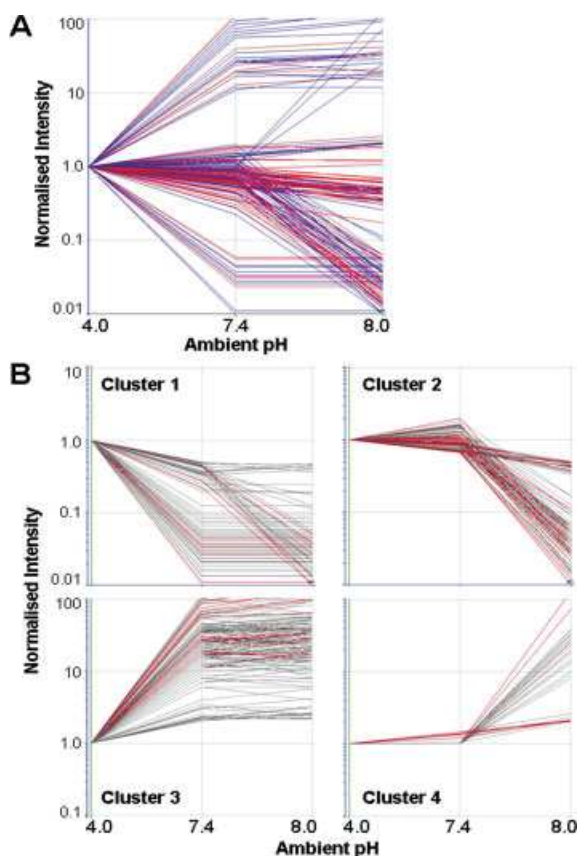 A
Normalised Intensity
100
10
1.0
0.1
0.01
4.0 7.4 8.0
Ambient pH
B
Normalised Intensity
10
1.0
0.1
0.01
Cluster 1
Cluster 2
100
10
1.0
0.1
Cluster 3
Cluster 4
4.0 7.4 8.0 4.0 7.4 8.0
Ambient pH